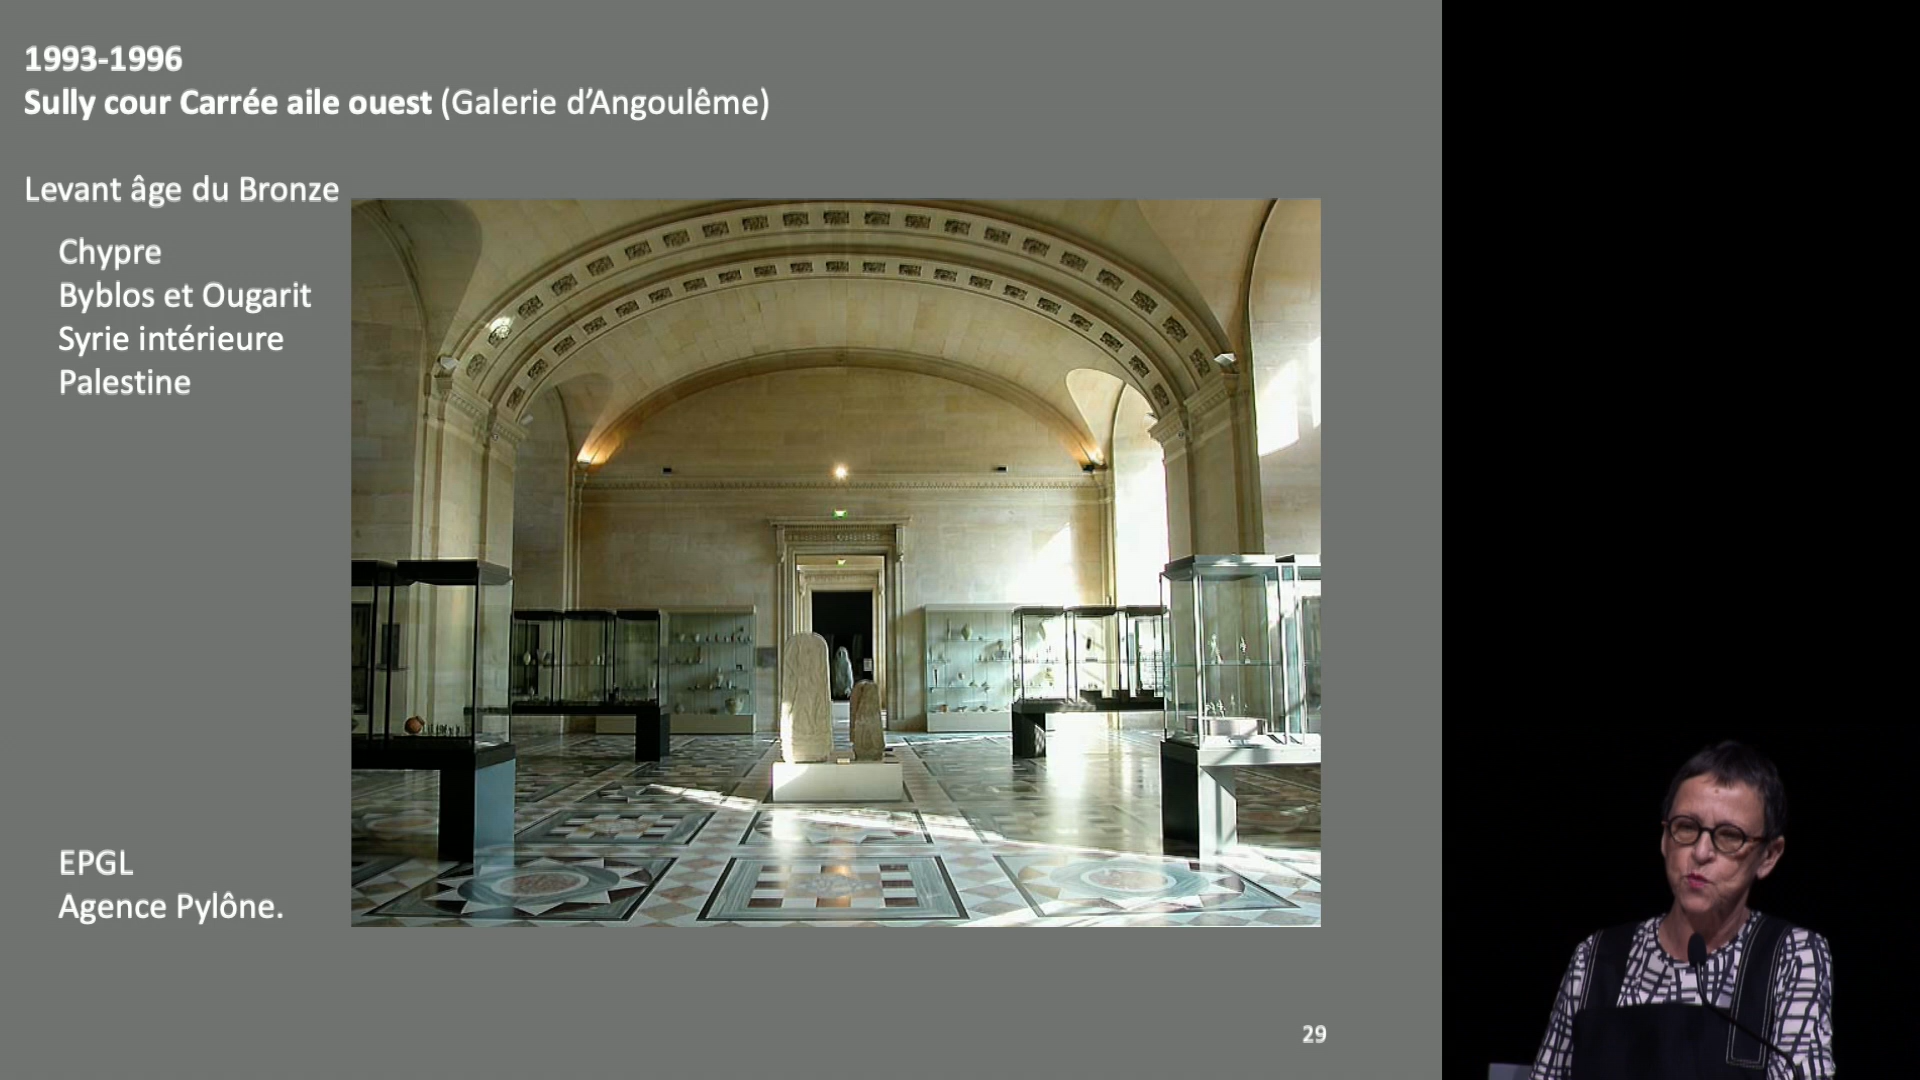 1993-1996
Sully cour Carrée aile ouest (Galerie d'Angoulême)
Levant âge du Bronze
Chypre
Byblos et Ougarit
Syrie intérieure
Palestine
EPGL
Agence Pylône.
29